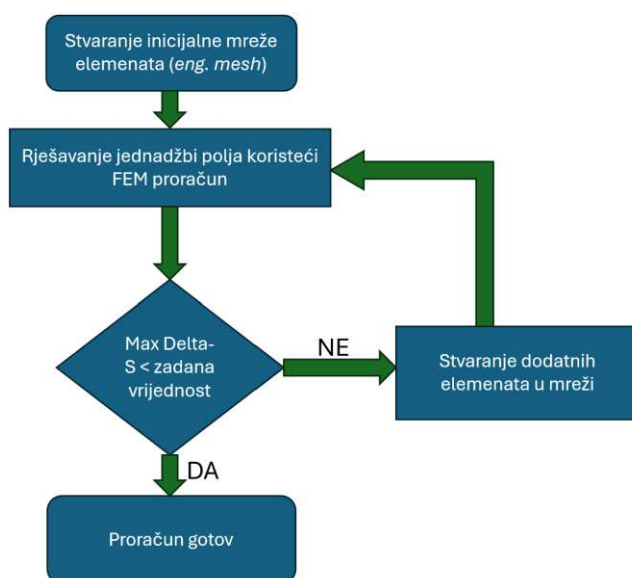 Stvaranje inicijalne mreže
elemenata (eng. mesh)
Rješavanje jednadžbi polja koristeći
FEM proračun
Max Delta-
S < zadana
vrijednost
NE
Stvaranje dodatnih
elemenata u mreži
DA
Proračun gotov